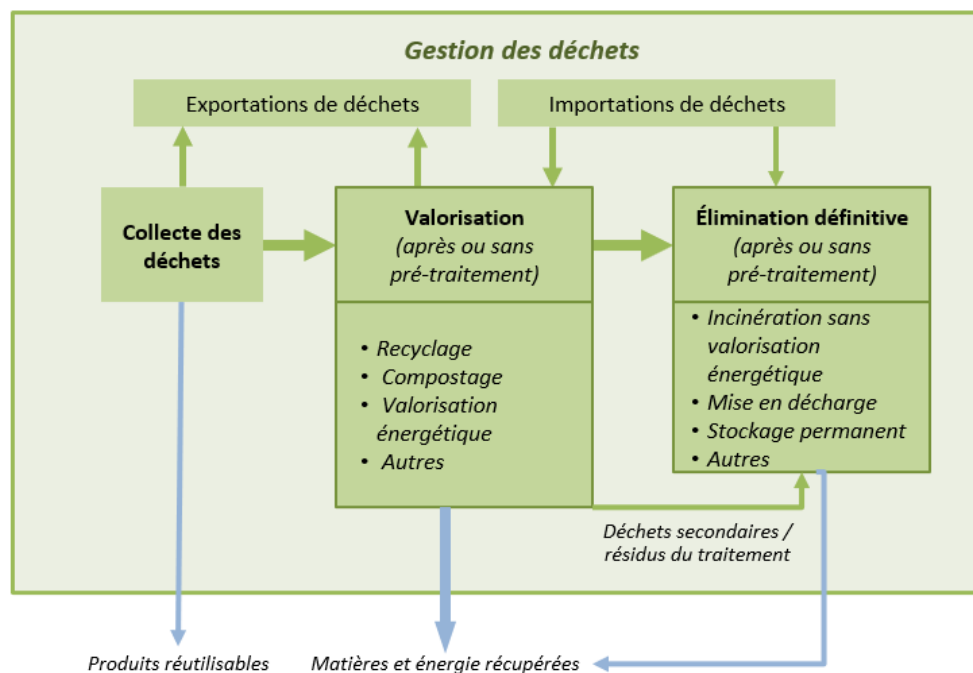 Gestion des déchets
Exportations de déchets
Importations de déchets
Collecte des
déchets
Valorisation
(après ou sans
pré-traitement)
Élimination définitive
(après ou sans
pré-traitement)
• Recyclage
• Compostage
• Valorisation
énergétique
• Autres
• Incinération sans
valorisation
énergétique
• Mise en décharge
• Stockage permanent
• Autres
Déchets secondaires /
résidus du traitement
Produits réutilisables
Matières et énergie récupérées